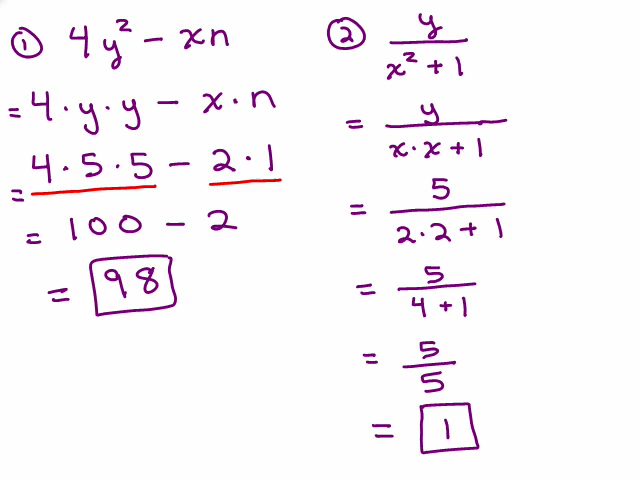 ① 4y² − xn
= 4·y·y − x·n
= 4·5·5 − 2·1
= 100 − 2
= 98
② y / x² + 1
= y / x·x + 1
= 5 / 2·2 + 1
= 5 / 4 + 1
= 5 / 5
= 1